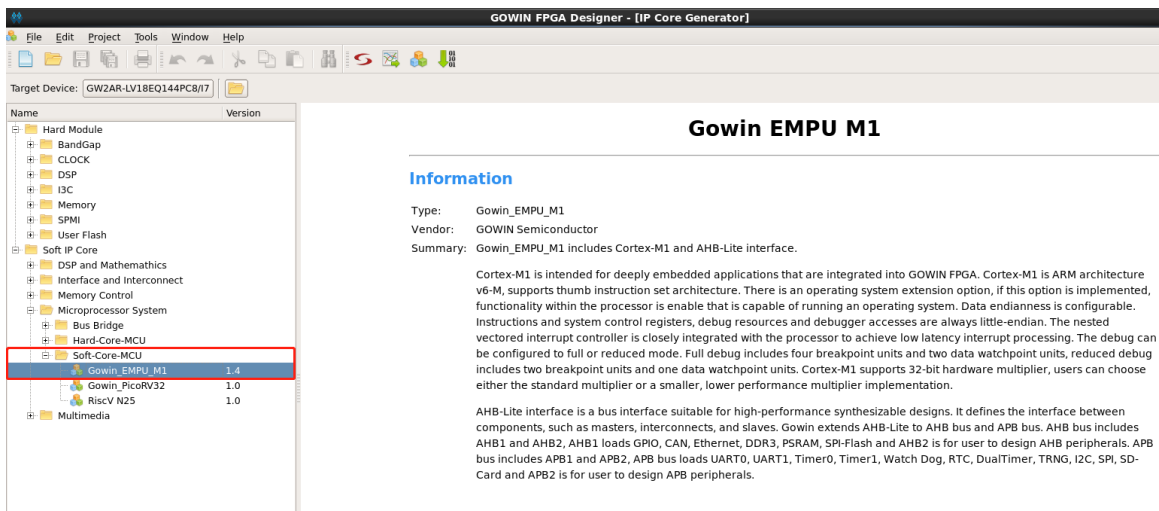 GOWIN FPGA Designer - [IP Core Generator]
File Edit Project Tools Window Help
Target Device: GW2AR-LV18EQ144PC8/I7
Name Version
Hard Module
BandGap
CLOCK
DSP
I3C
Memory
SPMI
User Flash
Soft IP Core
DSP and Mathemathics
Interface and Interconnect
Memory Control
Microprocessor System
Bus Bridge
Hard-Core-MCU
Soft-Core-MCU
Gowin_EMPU_M1 1.4
Gowin_PicoRV32 1.0
RiscV N25 1.0
Multimedia
Gowin EMPU M1
Information
Type: Gowin_EMPU_M1
Vendor: GOWIN Semiconductor
Summary: Gowin_EMPU_M1 includes Cortex-M1 and AHB-Lite interface.
Cortex-M1 is intended for deeply embedded applications that are integrated into GOWIN FPGA. Cortex-M1 is ARM architecture
v6-M, supports thumb instruction set architecture. There is an operating system extension option, if this option is implemented,
functionality within the processor is enable that is capable of running an operating system. Data endianness is configurable.
Instructions and system control registers, debug resources and debugger accesses are always little-endian. The nested
vectored interrupt controller is closely integrated with the processor to achieve low latency interrupt processing. The debug can
be configured to full or reduced mode. Full debug includes four breakpoint units and two data watchpoint units, reduced debug
includes two breakpoint units and one data watchpoint units. Cortex-M1 supports 32-bit hardware multiplier, users can choose
either the standard multiplier or a smaller, lower performance multiplier implementation.
AHB-Lite interface is a bus interface suitable for high-performance synthesizable designs. It defines the interface between
components, such as masters, interconnects, and slaves. Gowin extends AHB-Lite to AHB bus and APB bus. AHB bus includes
AHB1 and AHB2, AHB1 loads GPIO, CAN, Ethernet, DDR3, PSRAM, SPI-Flash and AHB2 is for user to design AHB peripherals. APB
bus includes APB1 and APB2, APB bus loads UART0, UART1, Timer0, Timer1, Watch Dog, RTC, DualTimer, TRNG, I2C, SPI, SD-
Card and APB2 is for user to design APB peripherals.